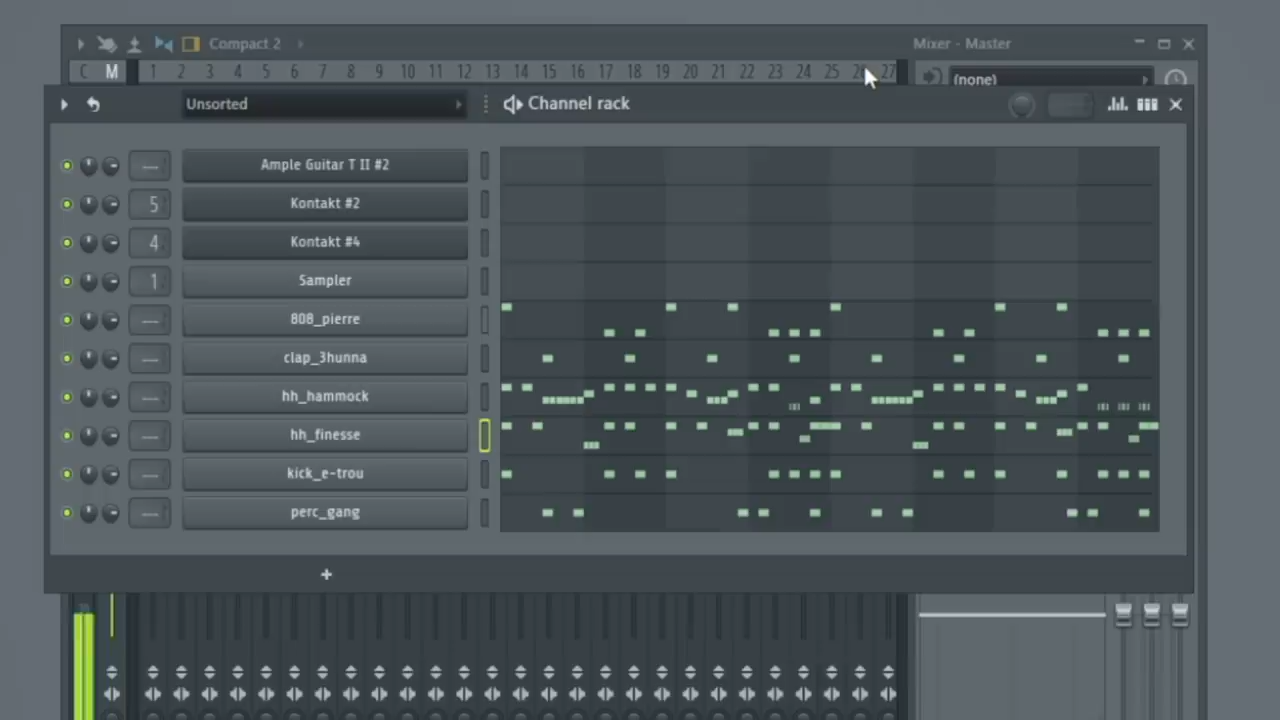 Compact 2
Mixer - Master
C M 1 2 3 4 5 6 7 8 9 10 11 12 13 14 15 16 17 18 19 20 21 22 23 24 25 26 27
(none)
Unsorted
Channel rack
--- Ample Guitar T II #2
5 Kontakt #2
4 Kontakt #4
1 Sampler
--- 808_pierre
--- clap_3hunna
--- hh_hammock
--- hh_finesse
--- kick_e-trou
--- perc_gang
+